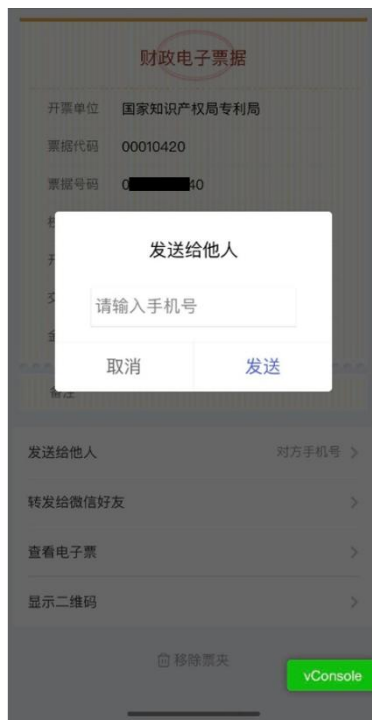 财政电子票据
开票单位 国家知识产权局专利局
票据代码 00010420
票据号码 0 40
发送给他人
请输入手机号
取消 发送
备注
发送给他人 对方手机号
转发给微信好友
查看电子票
显示二维码
移除票夹
vConsole